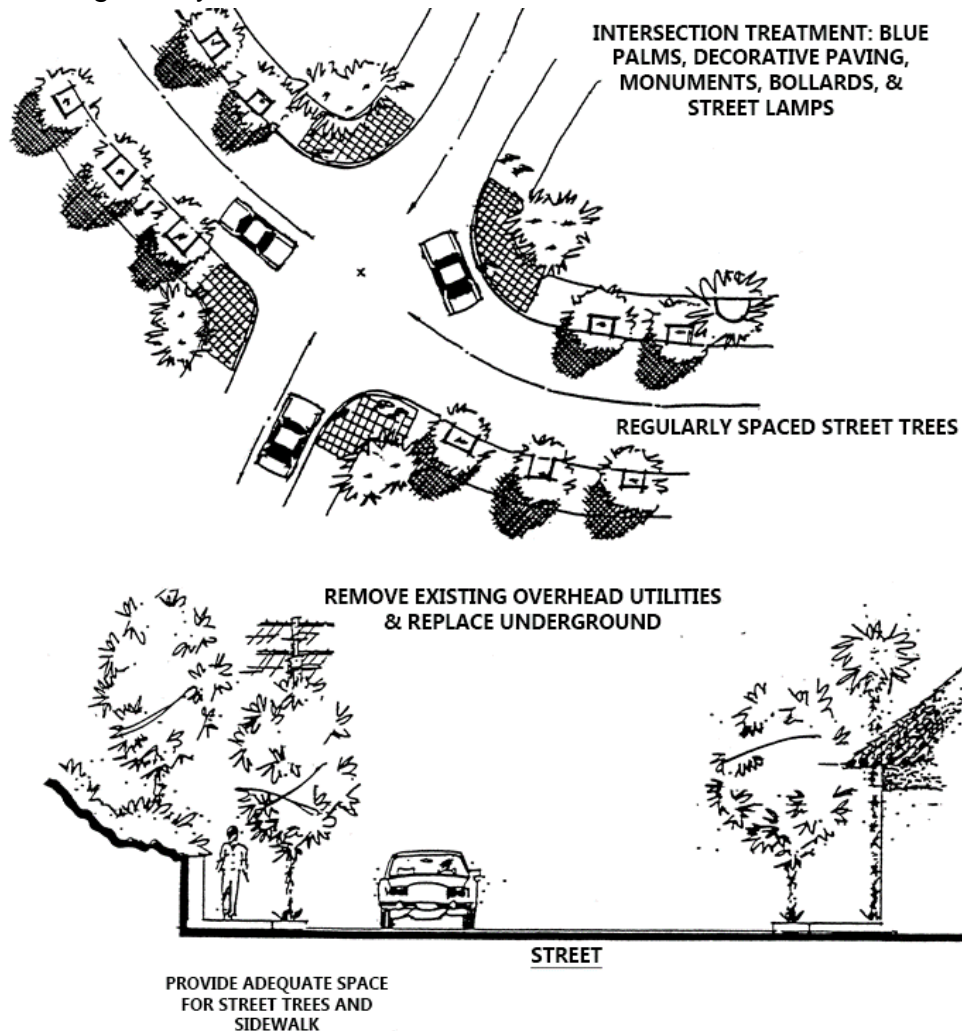 INTERSECTION TREATMENT: BLUE
PALMS, DECORATIVE PAVING,
MONUMENTS, BOLLARDS, &
STREET LAMPS
REGULARLY SPACED STREET TREES
REMOVE EXISTING OVERHEAD UTILITIES
& REPLACE UNDERGROUND
STREET
PROVIDE ADEQUATE SPACE
FOR STREET TREES AND
SIDEWALK